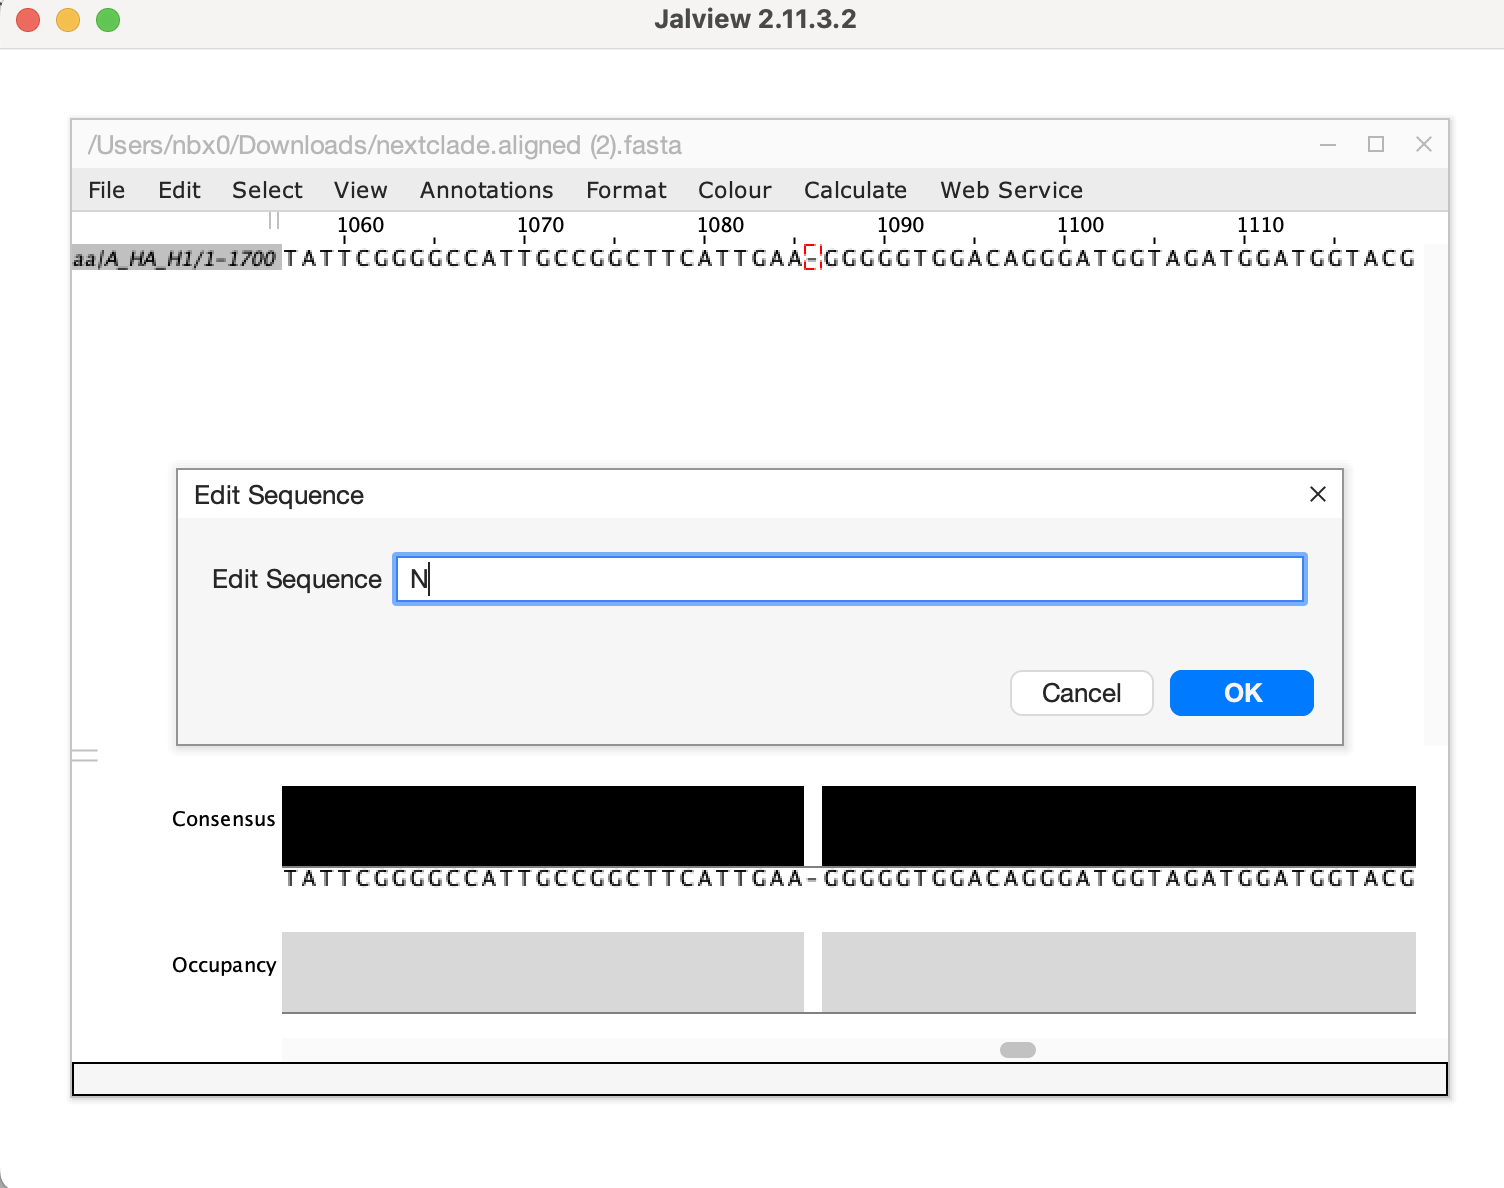 Jalview 2.11.3.2
/Users/nbx0/Downloads/nextclade.aligned (2).fasta
File Edit Select View Annotations Format Colour Calculate Web Service
1060 1070 1080 1090 1100 1110
aa|A_HA_H1/1-1700 TATTCGGGGCCATTGCCGGCTTCATTGAA-GGGGGTGGACAGGGATGGTAGATGGATGGTACG
Edit Sequence
Edit Sequence N
Cancel OK
Consensus
TATTCGGGGCCATTGCCGGCTTCATTGAA-GGGGGTGGACAGGGATGGTAGATGGATGGTACG
Occupancy